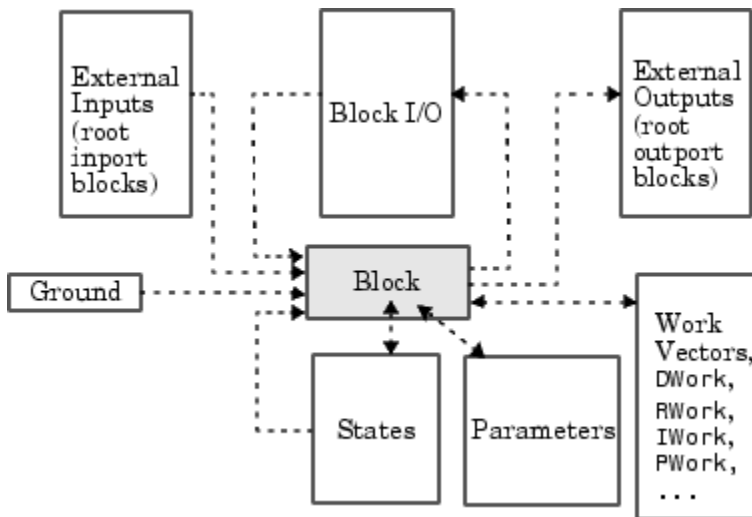 External
Inputs
(root
inport
blocks)
Block I/O
External
Outputs
(root
outport
blocks)
Ground
Block
States
Parameters
Work
Vectors,
DWork,
RWork,
IWork,
PWork,
...